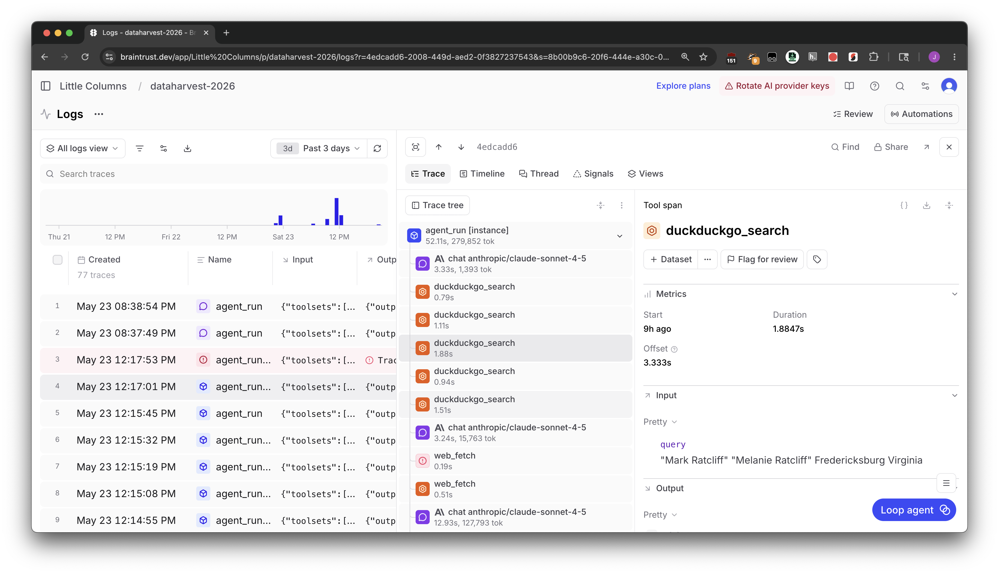 Logs - dataharvest-2026 - Br
braintrust.dev/app/Little%20Columns/p/dataharvest-2026/logs?r=4edcadd6-2008-449d-aed2-0f3827237543&s=8b00b9c6-20f6-444e-a30c-0...
151
9
PDF
h.
J
Little Columns / dataharvest-2026
Explore plans
Rotate AI provider keys
Logs
Review
Automations
All logs view
3d Past 3 days
Search traces
Thu 21
12 PM
Fri 22
12 PM
Sat 23
12 PM
Created
Name
Input
Outp
77 traces
1 May 23 08:38:54 PM agent_run {"toolsets":[... {"outp
2 May 23 08:37:49 PM agent_run {"toolsets":[... {"outp
3 May 23 12:17:53 PM agent_run... {"toolsets":[... Trac
4 May 23 12:17:01 PM agent_run... {"toolsets":[... {"outp
5 May 23 12:15:45 PM agent_run {"toolsets":[... {"outp
6 May 23 12:15:32 PM agent_run... {"toolsets":[... {"outp
7 May 23 12:15:19 PM agent_run... {"toolsets":[... {"outp
8 May 23 12:15:08 PM agent_run... {"toolsets":[... {"outp
9 May 23 12:14:55 PM agent_run... {"toolsets":[... {"outp
4edcadd6
Find
Share
Trace
Timeline
Thread
Signals
Views
Trace tree
agent_run [instance]
52.11s, 279,852 tok
chat anthropic/claude-sonnet-4-5
3.33s, 1,393 tok
duckduckgo_search
0.79s
duckduckgo_search
1.11s
duckduckgo_search
1.88s
duckduckgo_search
0.94s
duckduckgo_search
1.51s
chat anthropic/claude-sonnet-4-5
3.24s, 15,763 tok
web_fetch
0.19s
web_fetch
0.51s
chat anthropic/claude-sonnet-4-5
12.93s, 127,793 tok
Tool span
duckduckgo_search
+ Dataset
Flag for review
Metrics
Start
Duration
9h ago
1.8847s
Offset
3.333s
Input
Pretty
query
"Mark Ratcliff" "Melanie Ratcliff" Fredericksburg Virginia
Output
Pretty
Loop agent